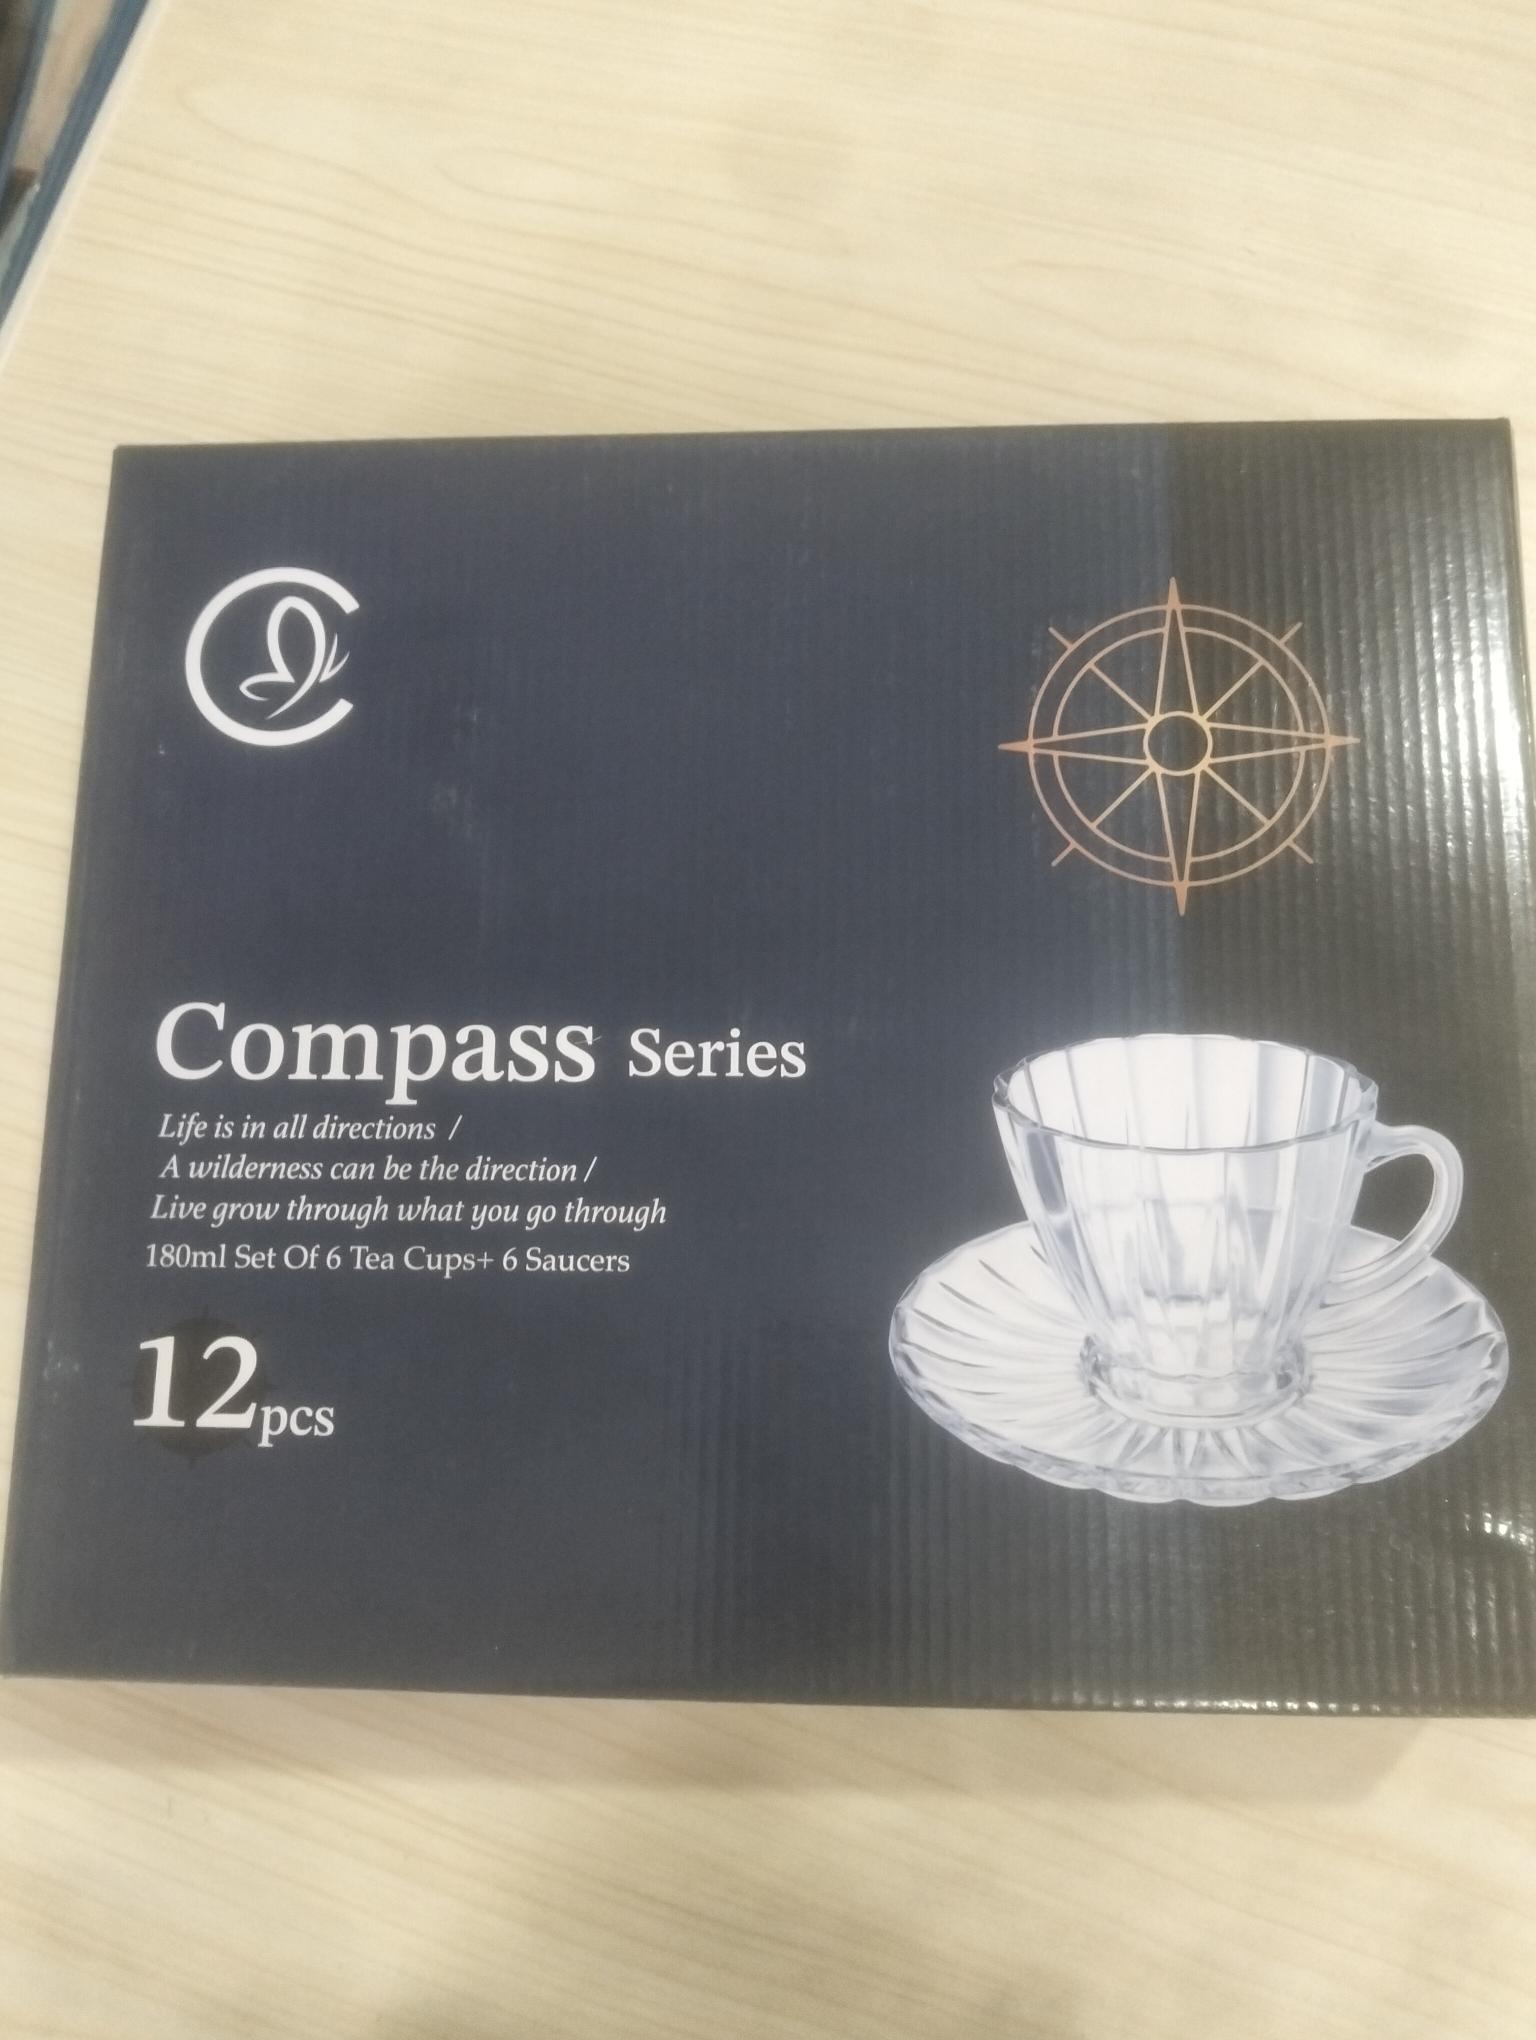 Compass Series
Life is in all directions /
A wilderness can be the direction /
Live grow through what you go through
180ml Set Of 6 Tea Cups+ 6 Saucers
12pcs